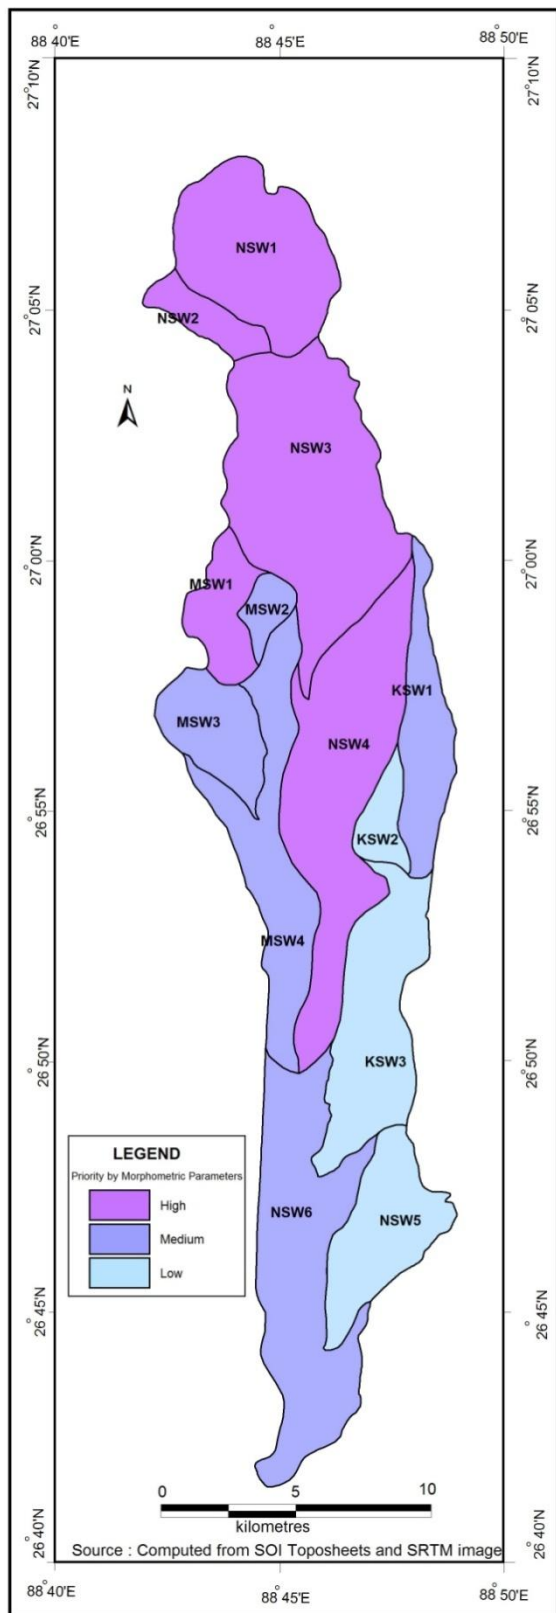 88°40'E 88°45'E 88°50'E
27°10'N 27°10'N
NSW1
27°05'N 27°05'N
NSW2
N
NSW3
27°00'N 27°00'N
MSW1
MSW2
KSW1
MSW3
NSW4
26°55'N 26°55'N
KSW2
MSW4
26°50'N 26°50'N
KSW3
LEGEND
Priority by Morphometric Parameters
High
Medium
Low
NSW6
NSW5
26°45'N 26°45'N
0 5 10
kilometres
26°40'N 26°40'N
Source : Computed from SOI Toposheets and SRTM image
88°40'E 88°45'E 88°50'E